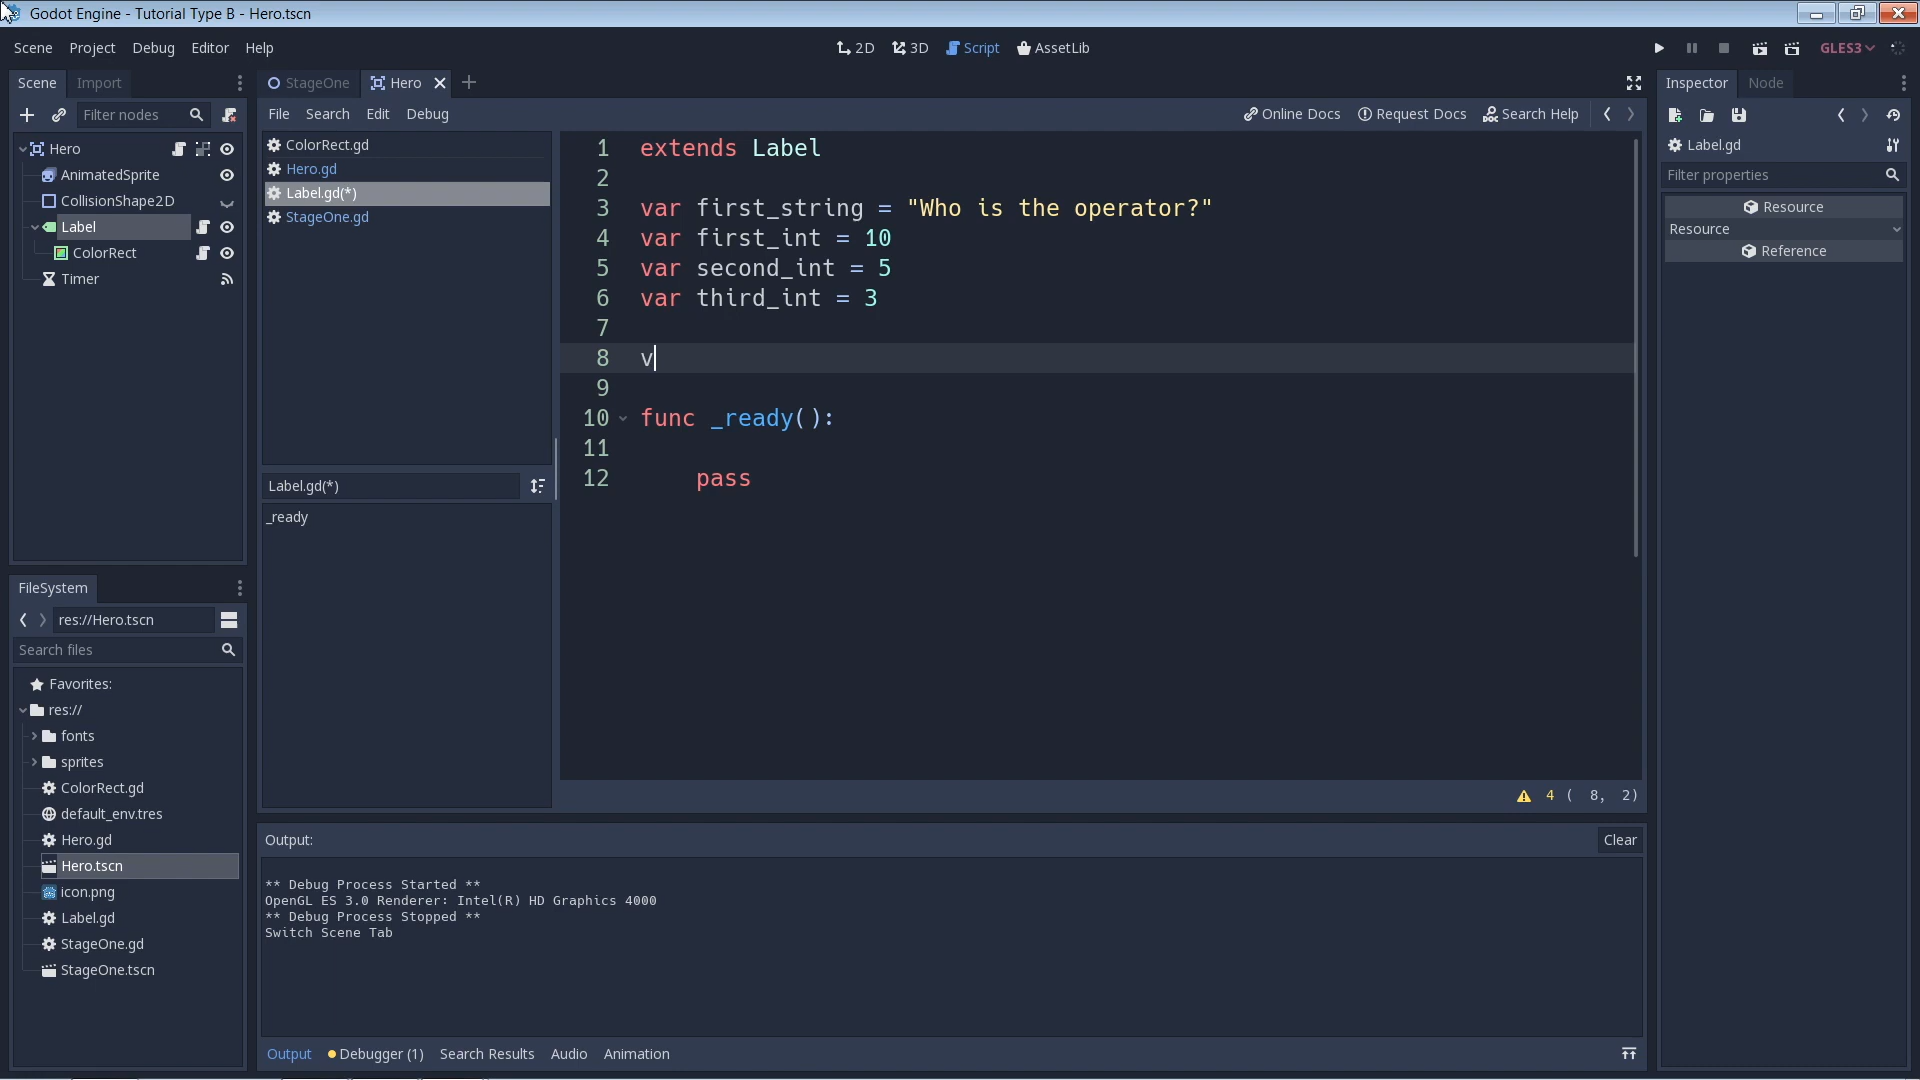 Godot Engine - Tutorial Type B - Hero.tscn
Scene Project Debug Editor Help
2D 3D Script AssetLib
GLES3
Scene Import
Filter nodes
Hero
AnimatedSprite
CollisionShape2D
Label
ColorRect
Timer
FileSystem
res://Hero.tscn
Search files
Favorites:
res://
fonts
sprites
ColorRect.gd
default_env.tres
Hero.gd
Hero.tscn
icon.png
Label.gd
StageOne.gd
StageOne.tscn
StageOne Hero
File Search Edit Debug
Online Docs Request Docs Search Help
ColorRect.gd
Hero.gd
Label.gd(*)
StageOne.gd
Label.gd(*)
_ready
1 extends Label
2
3 var first_string = "Who is the operator?"
4 var first_int = 10
5 var second_int = 5
6 var third_int = 3
7
8 v
9
10 func _ready():
11
12 pass
4 ( 8, 2)
Output:
Clear
** Debug Process Started **
OpenGL ES 3.0 Renderer: Intel(R) HD Graphics 4000
** Debug Process Stopped **
Switch Scene Tab
Output Debugger (1) Search Results Audio Animation
Inspector Node
Label.gd
Filter properties
Resource
Resource
Reference